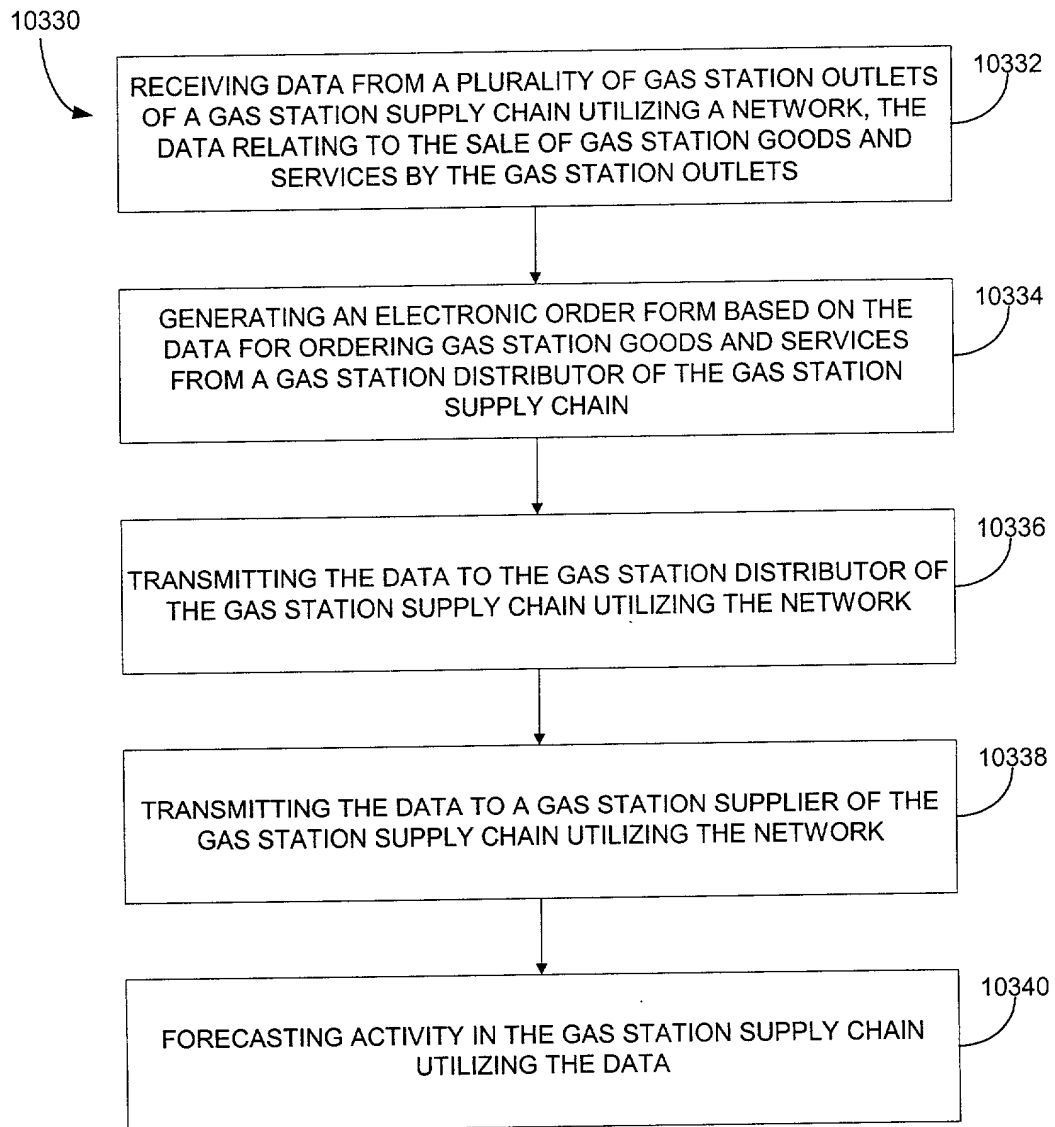 10330
10332
RECEIVING DATA FROM A PLURALITY OF GAS STATION OUTLETS
OF A GAS STATION SUPPLY CHAIN UTILIZING A NETWORK, THE
DATA RELATING TO THE SALE OF GAS STATION GOODS AND
SERVICES BY THE GAS STATION OUTLETS
10334
GENERATING AN ELECTRONIC ORDER FORM BASED ON THE
DATA FOR ORDERING GAS STATION GOODS AND SERVICES
FROM A GAS STATION DISTRIBUTOR OF THE GAS STATION
SUPPLY CHAIN
10336
TRANSMITTING THE DATA TO THE GAS STATION DISTRIBUTOR OF
THE GAS STATION SUPPLY CHAIN UTILIZING THE NETWORK
10338
TRANSMITTING THE DATA TO A GAS STATION SUPPLIER OF THE
GAS STATION SUPPLY CHAIN UTILIZING THE NETWORK
10340
FORECASTING ACTIVITY IN THE GAS STATION SUPPLY CHAIN
UTILIZING THE DATA